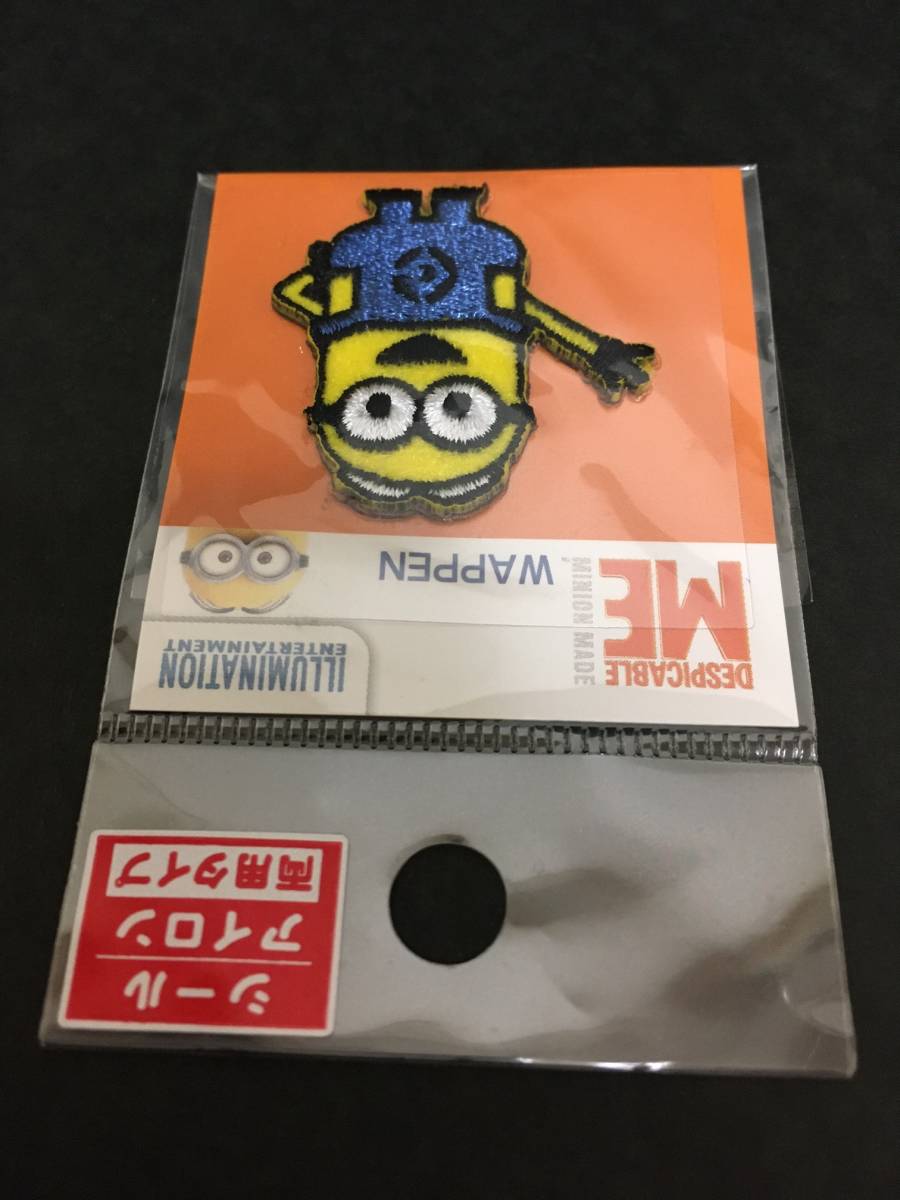 シール
アイロン
両用タイプ
DESPICABLE
ME
MINION MADE
™
WAPPEN
ILLUMINATION
ENTERTAINMENT